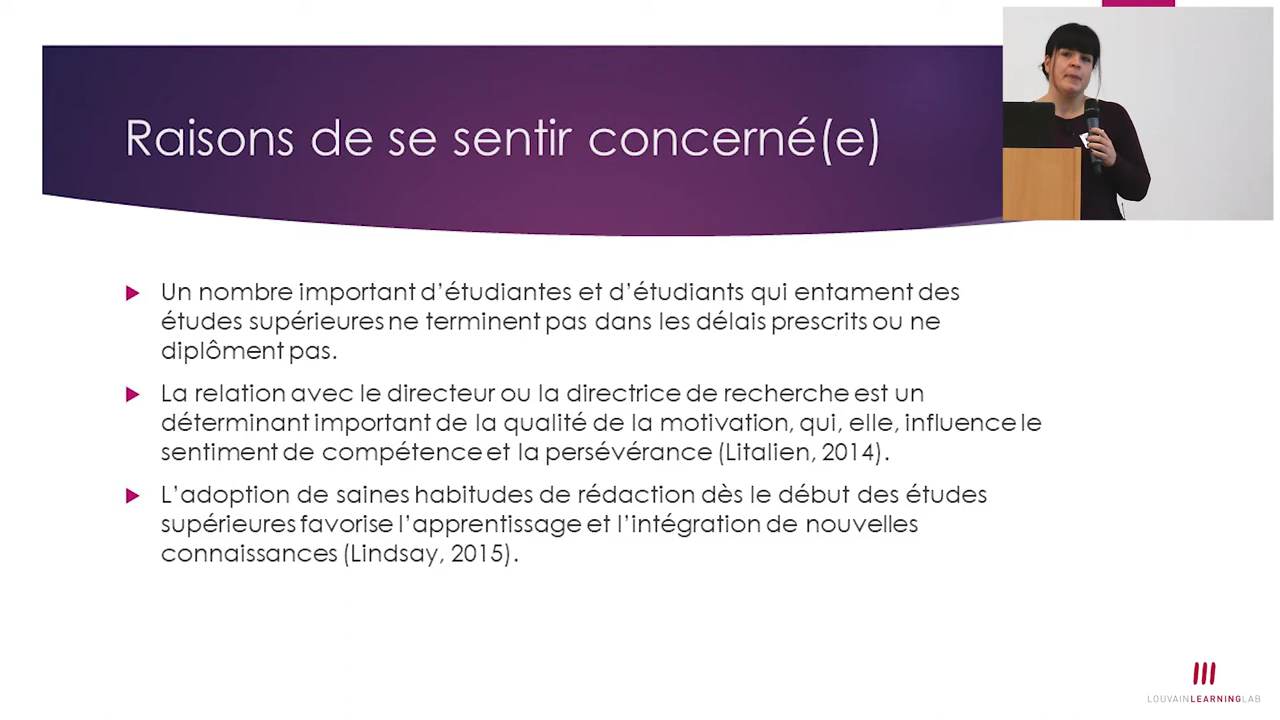 Raisons de se sentir concerné(e)
Un nombre important d'étudiantes et d'étudiants qui entament des
études supérieures ne terminent pas dans les délais prescrits ou ne
diplôment pas.
La relation avec le directeur ou la directrice de recherche est un
déterminant important de la qualité de la motivation, qui, elle, influence le
sentiment de compétence et la persévérance (Litalien, 2014).
L'adoption de saines habitudes de rédaction dès le début des études
supérieures favorise l'apprentissage et l'intégration de nouvelles
connaissances (Lindsay, 2015).
LOUVAINLEARNINGLAB